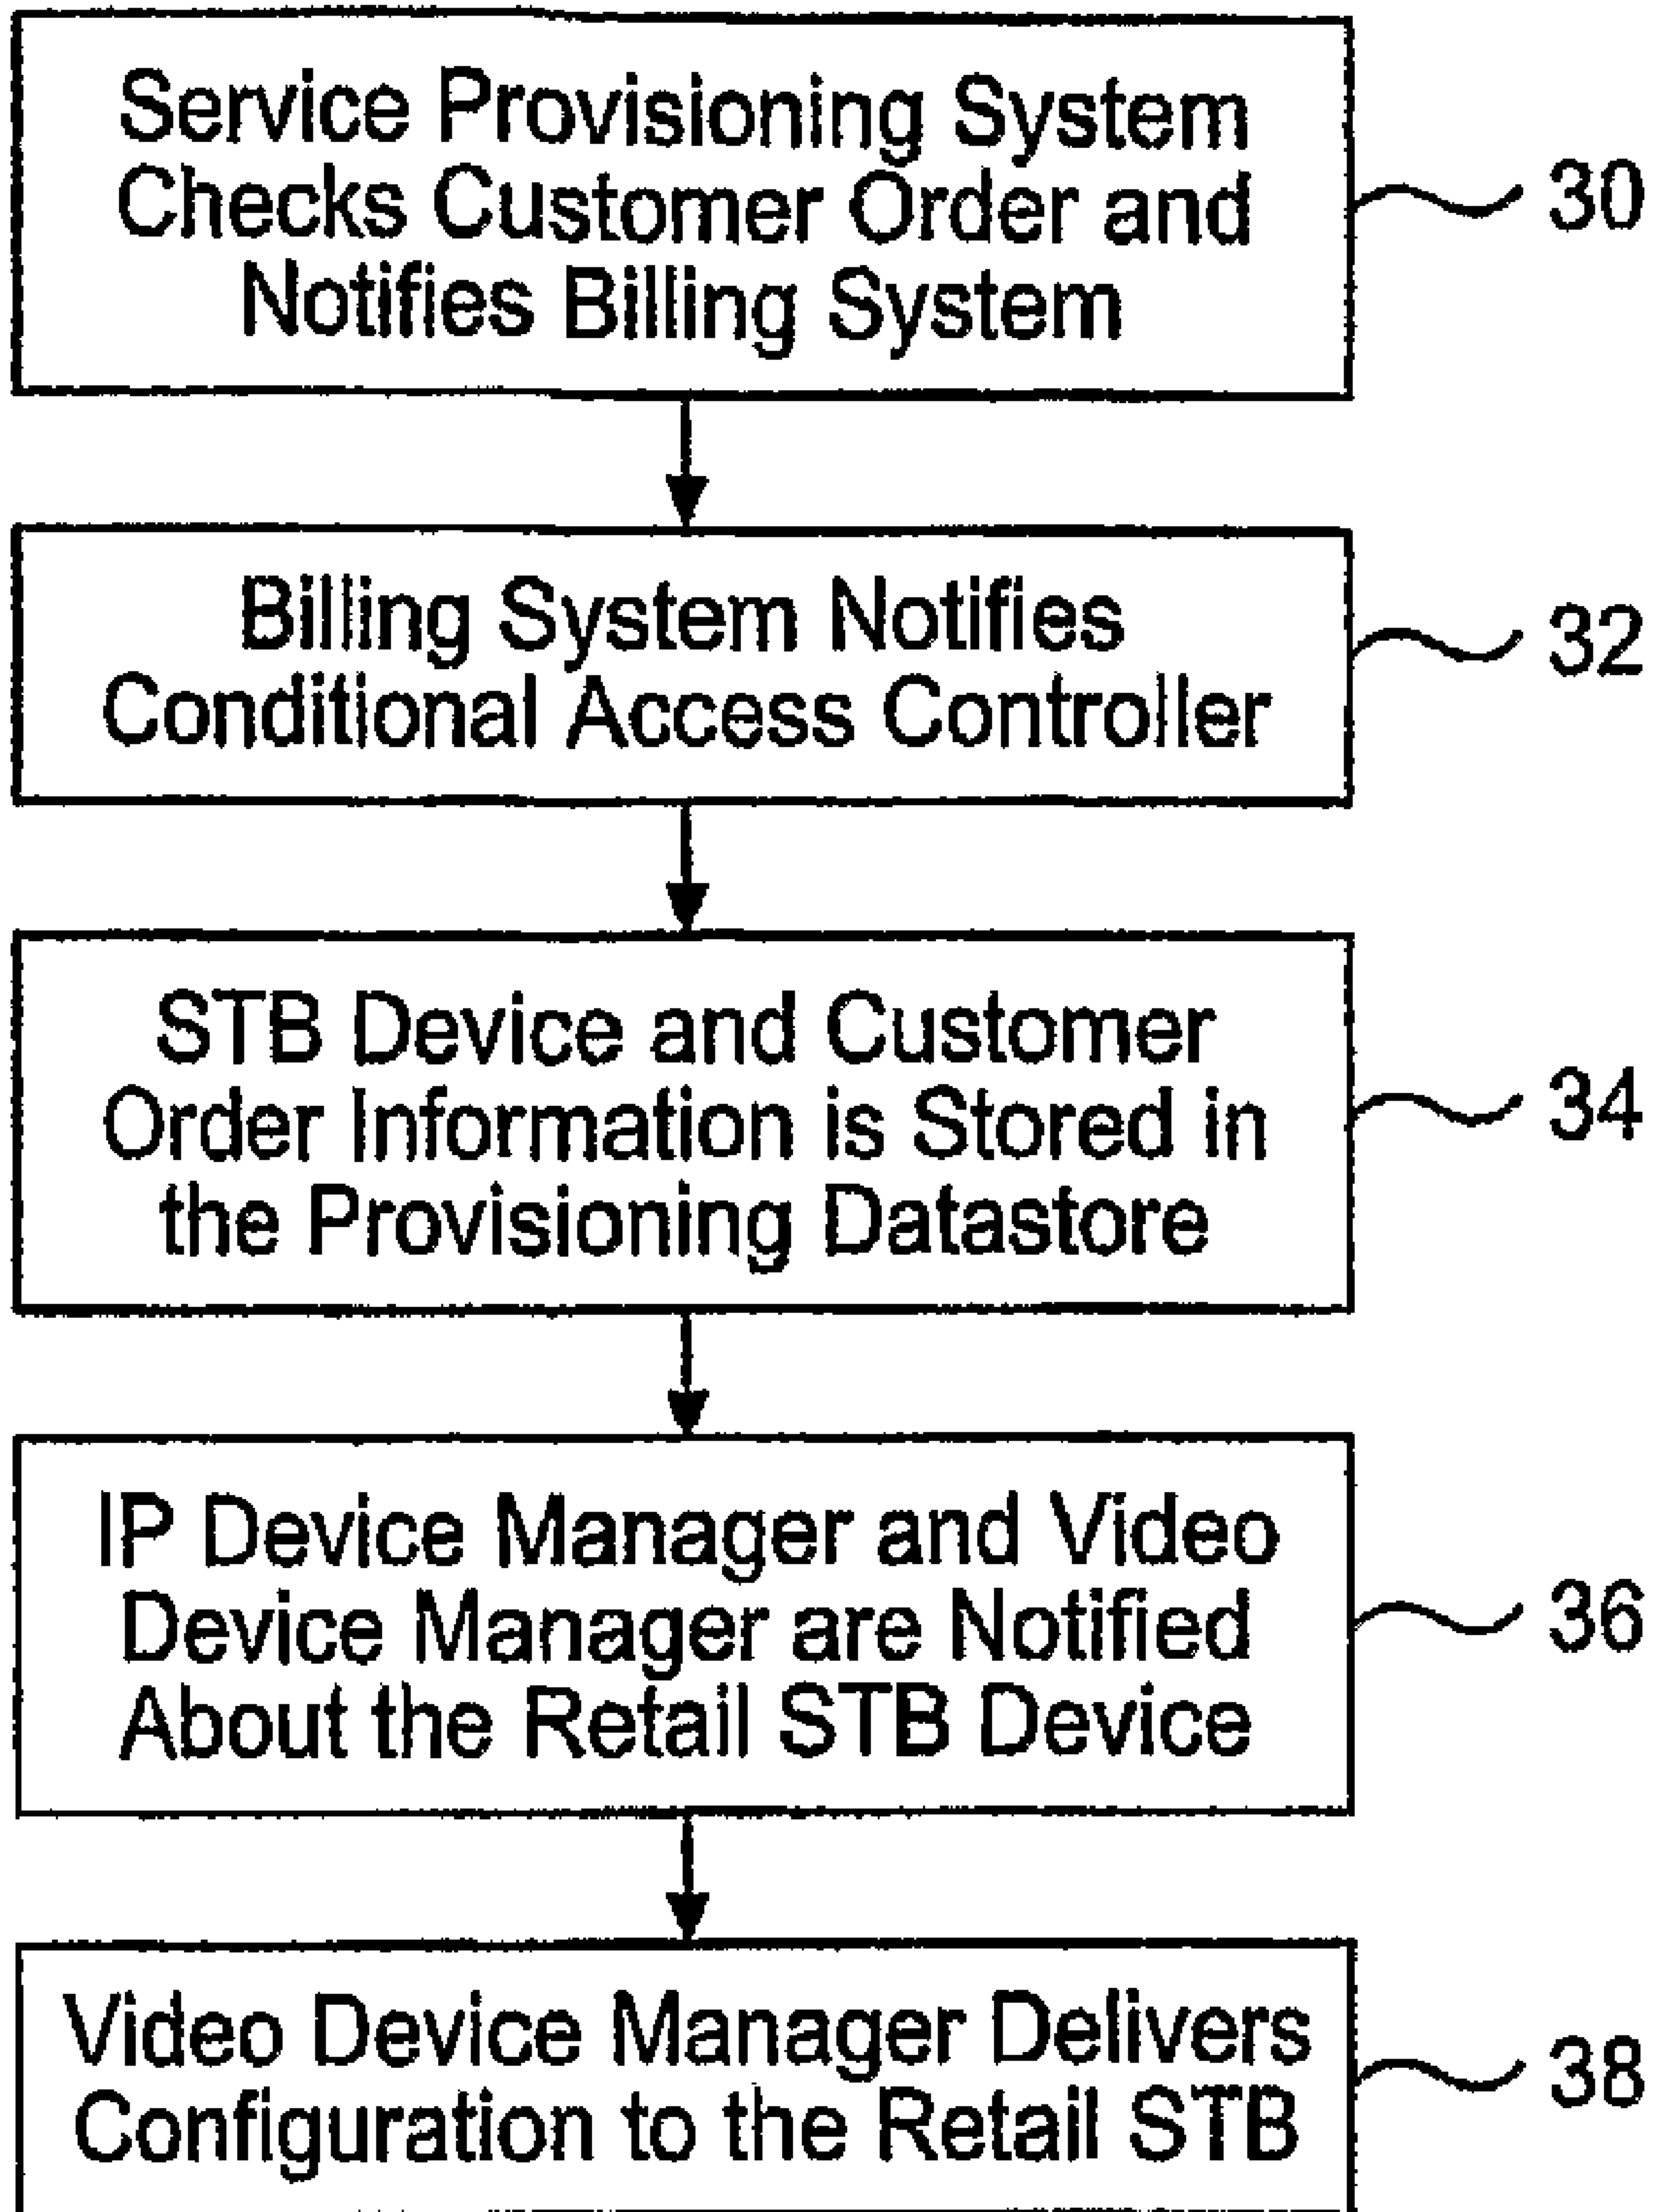 Service Provisioning System
Checks Customer Order and
Notifies Billing System
30
Billing System Notifies
Conditional Access Controller
32
STB Device and Customer
Order Information is Stored in
the Provisioning Datastore
34
IP Device Manager and Video
Device Manager are Notified
About the Retail STB Device
36
Video Device Manager Delivers
Configuration to the Retail STB
38